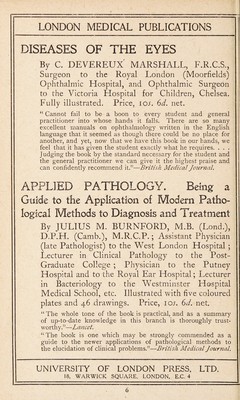 LONDON MEDICAL PUBLICATIONS
DISEASES OF THE EYES
By C. DEVEREUX MARSHALL, F.R.C.S.,
Surgeon to the Royal London (Moorfields)
Ophthalmic Hospital, and Ophthalmic Surgeon
to the Victoria Hospital for Children, Chelsea.
Fully illustrated. Price, 10s. 6d. net.
"Cannot fail to be a boon to every student and general
practitioner into whose hands it falls. There are so many
excellent manuals on ophthalmology written in the English
language that it seemed as though there could be no place for
another, and yet, now that we have this book in our hands, we
feel that it has given the student exactly what he requires. . . .
Judging the book by the standard necessary for the student and
the general practitioner we can give it the highest praise and
can confidently recommend it."—British Medical Journal.
APPLIED PATHOLOGY. Being a
Guide to the Application of Modern Patho-
logical Methods to Diagnosis and Treatment
By JULIUS M. BURNFORD, M.B. (Lond.),
D.P.H. (Camb.), M.R.C.P.; Assistant Physician
(late Pathologist) to the West London Hospital;
Lecturer in Clinical Pathology to the Post-
Graduate College; Physician to the Putney
Hospital and to the Royal Ear Hospital; Lecturer
in Bacteriology to the Westminster Hospital
Medical School, etc. Illustrated with five coloured
plates and 46 drawings. Price, 10s. 6d. net.
"The whole tone of the book is practical, and as a summary
of up-to-date knowledge in this branch is thoroughly trust-
worthy."—Lancet.
"The book is one which may be strongly commended as a
guide to the newer applications of pathological methods to
the elucidation of clinical problems."—British Medical Journal.
UNIVERSITY OF LONDON PRESS, LTD.
18, WARWICK SQUARE, LONDON, E.C. 4
6